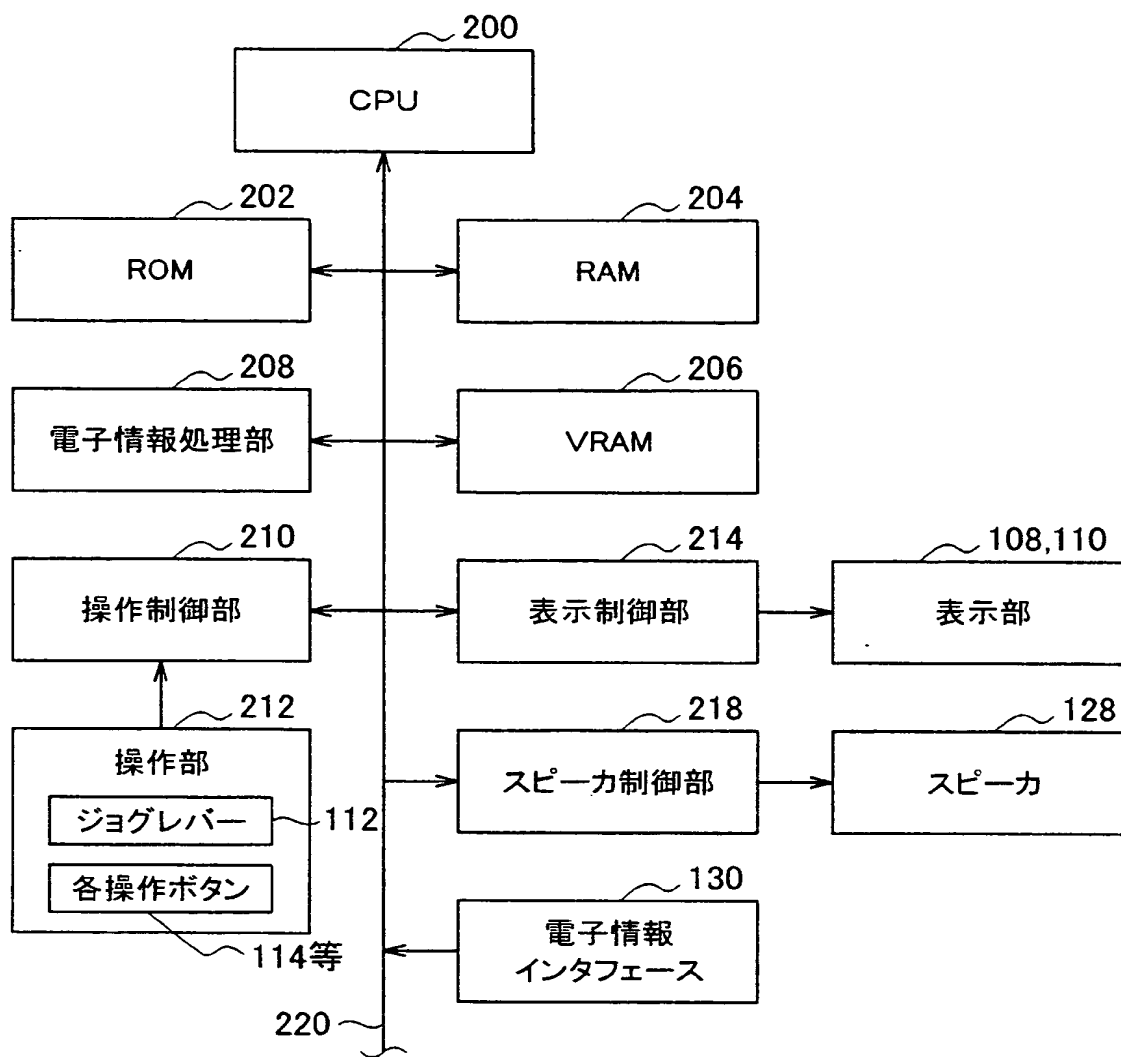 200
CPU
202
ROM
204
RAM
208
電子情報処理部
206
VRAM
210
操作制御部
214
表示制御部
108,110
表示部
212
操作部
ジョグレバー
112
各操作ボタン
114等
218
スピーカ制御部
128
スピーカ
130
電子情報
インタフェース
220